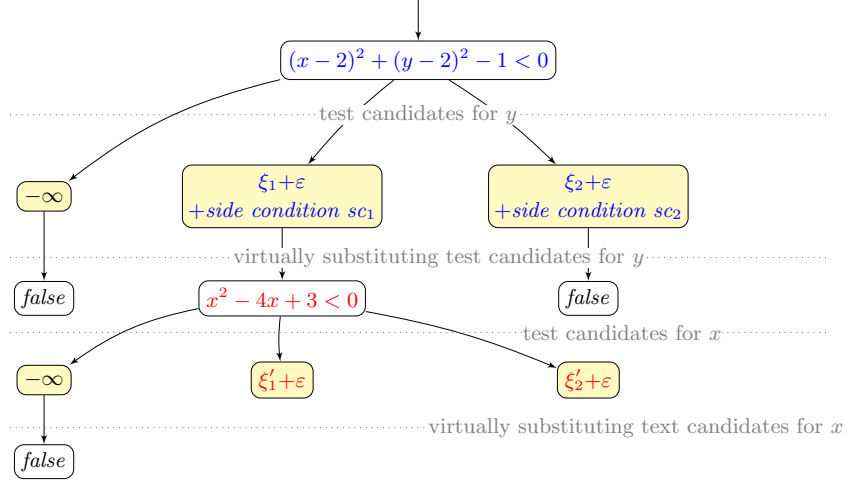 (x − 2)² + (y − 2)² − 1 < 0
test candidates for y
−∞
ξ₁+ε
+side condition sc₁
ξ₂+ε
+side condition sc₂
virtually substituting test candidates for y
false
x² − 4x + 3 < 0
false
test candidates for x
−∞
ξ′₁+ε
ξ′₂+ε
virtually substituting text candidates for x
false